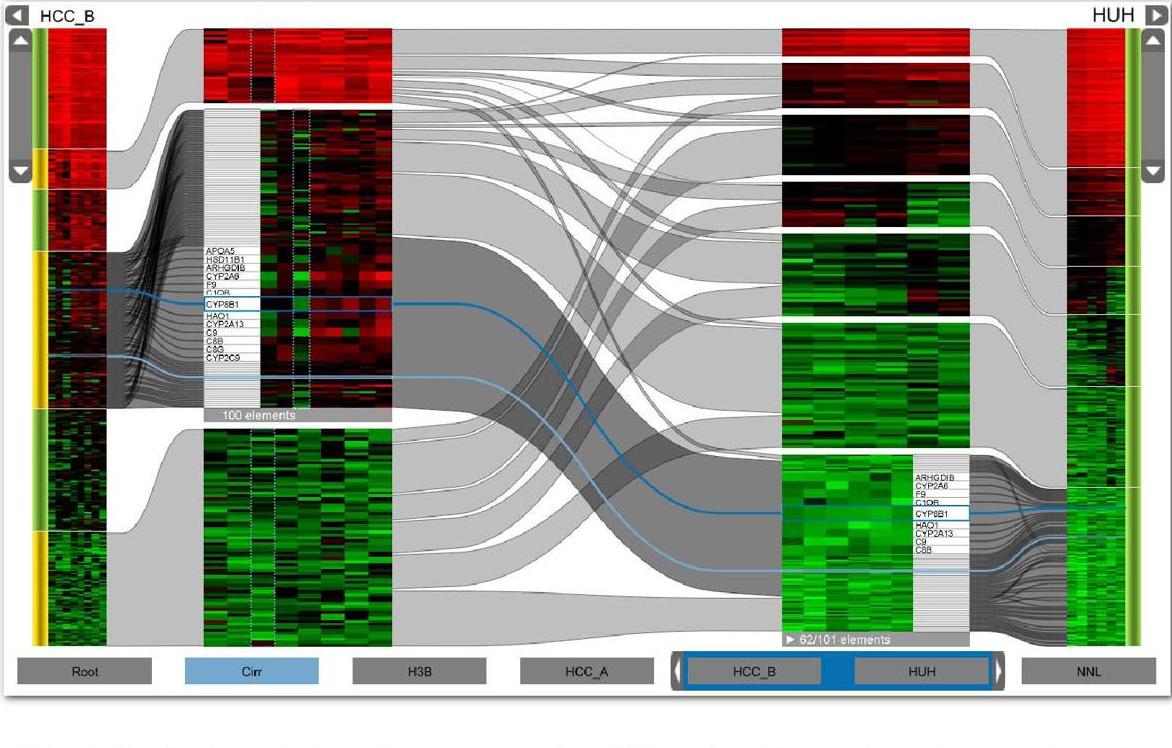 HCC_B
HUH
APOA5
HSD11B1
ARHGDIB
CYP2A6
F9
C1QB
CYP8B1
HAO1
CYP2A13
C9
C8B
C8G
CYP2C9
100 elements
ARHGDIB
CYP2A6
F9
C1QB
CYP8B1
HAO1
CYP2A13
C9
C8B
62/101 elements
Root
Cirr
H3B
HCC_A
HCC_B
HUH
NNL